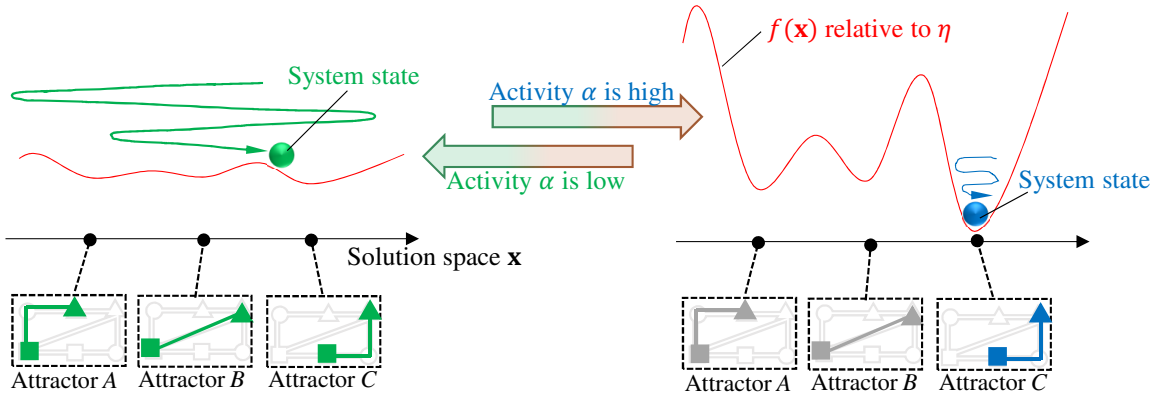 f(x) relative to η
System state
Activity α is high
Activity α is low
System state
Solution space x
Attractor A
Attractor B
Attractor C
Attractor A
Attractor B
Attractor C